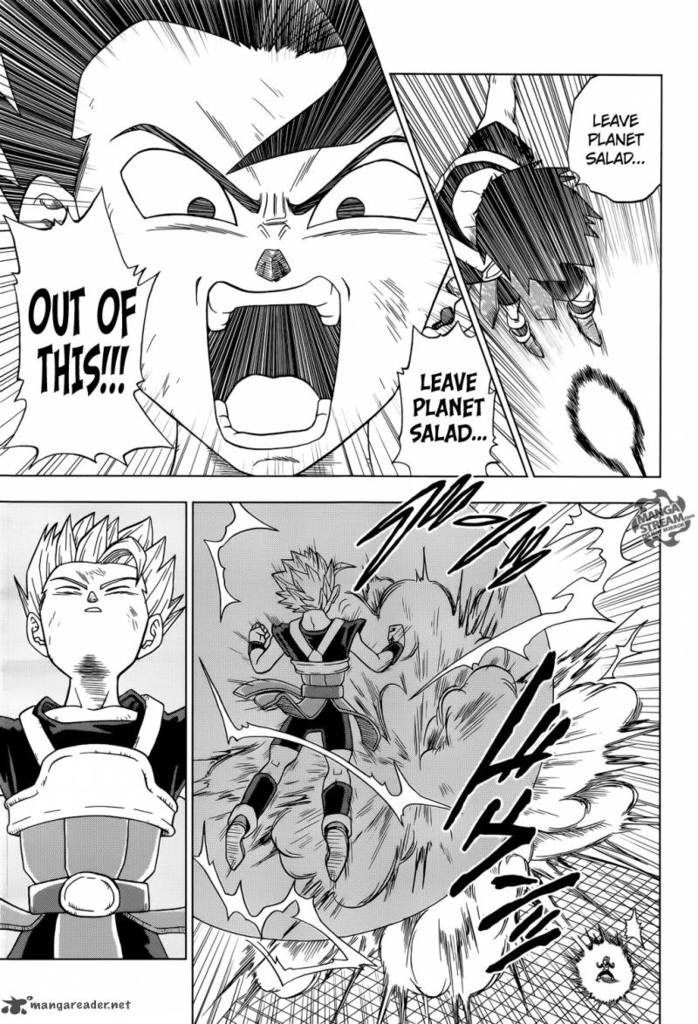 LEAVE
PLANET
SALAD...
LEAVE
PLANET
SALAD...
OUT OF
THIS!!!
MANGA
STREAM
mangareader.net